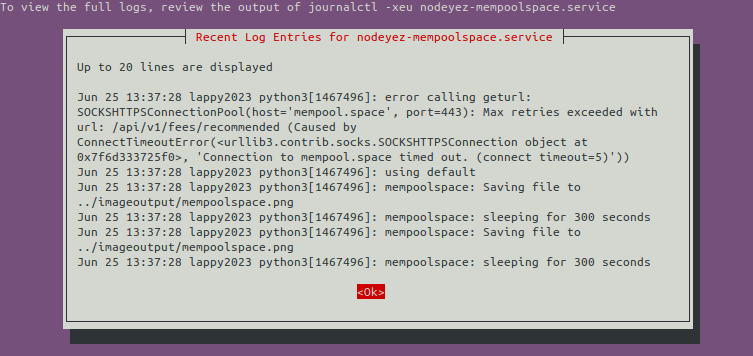 To view the full logs, review the output of journalctl -xeu nodeyez-mempoolspace.service
Recent Log Entries for nodeyez-mempoolspace.service
Up to 20 lines are displayed
Jun 25 13:37:28 lappy2023 python3[1467496]: error calling geturl:
SOCKSHTTPSConnectionPool(host='mempool.space', port=443): Max retries exceeded with
url: /api/v1/fees/recommended (Caused by
ConnectTimeoutError(<urllib3.contrib.socks.SOCKSHTTPSConnection object at
0x7f6d333725f0>, 'Connection to mempool.space timed out. (connect timeout=5)'))
Jun 25 13:37:28 lappy2023 python3[1467496]: using default
Jun 25 13:37:28 lappy2023 python3[1467496]: mempoolspace: Saving file to
../imageoutput/mempoolspace.png
Jun 25 13:37:28 lappy2023 python3[1467496]: mempoolspace: sleeping for 300 seconds
Jun 25 13:37:28 lappy2023 python3[1467496]: mempoolspace: Saving file to
../imageoutput/mempoolspace.png
Jun 25 13:37:28 lappy2023 python3[1467496]: mempoolspace: sleeping for 300 seconds
<Ok>